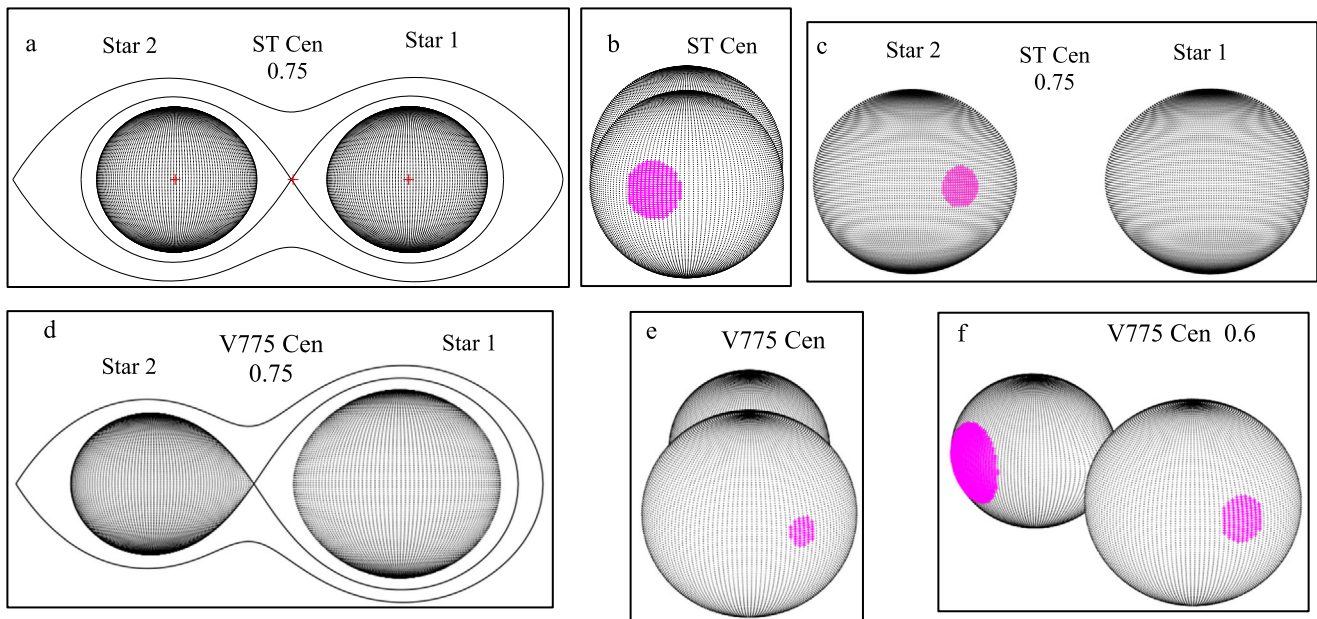 a
Star 2
ST Cen
0.75
Star 1
b
ST Cen
c
Star 2
ST Cen
0.75
Star 1
d
Star 2
V775 Cen
0.75
Star 1
e
V775 Cen
f
V775 Cen 0.6